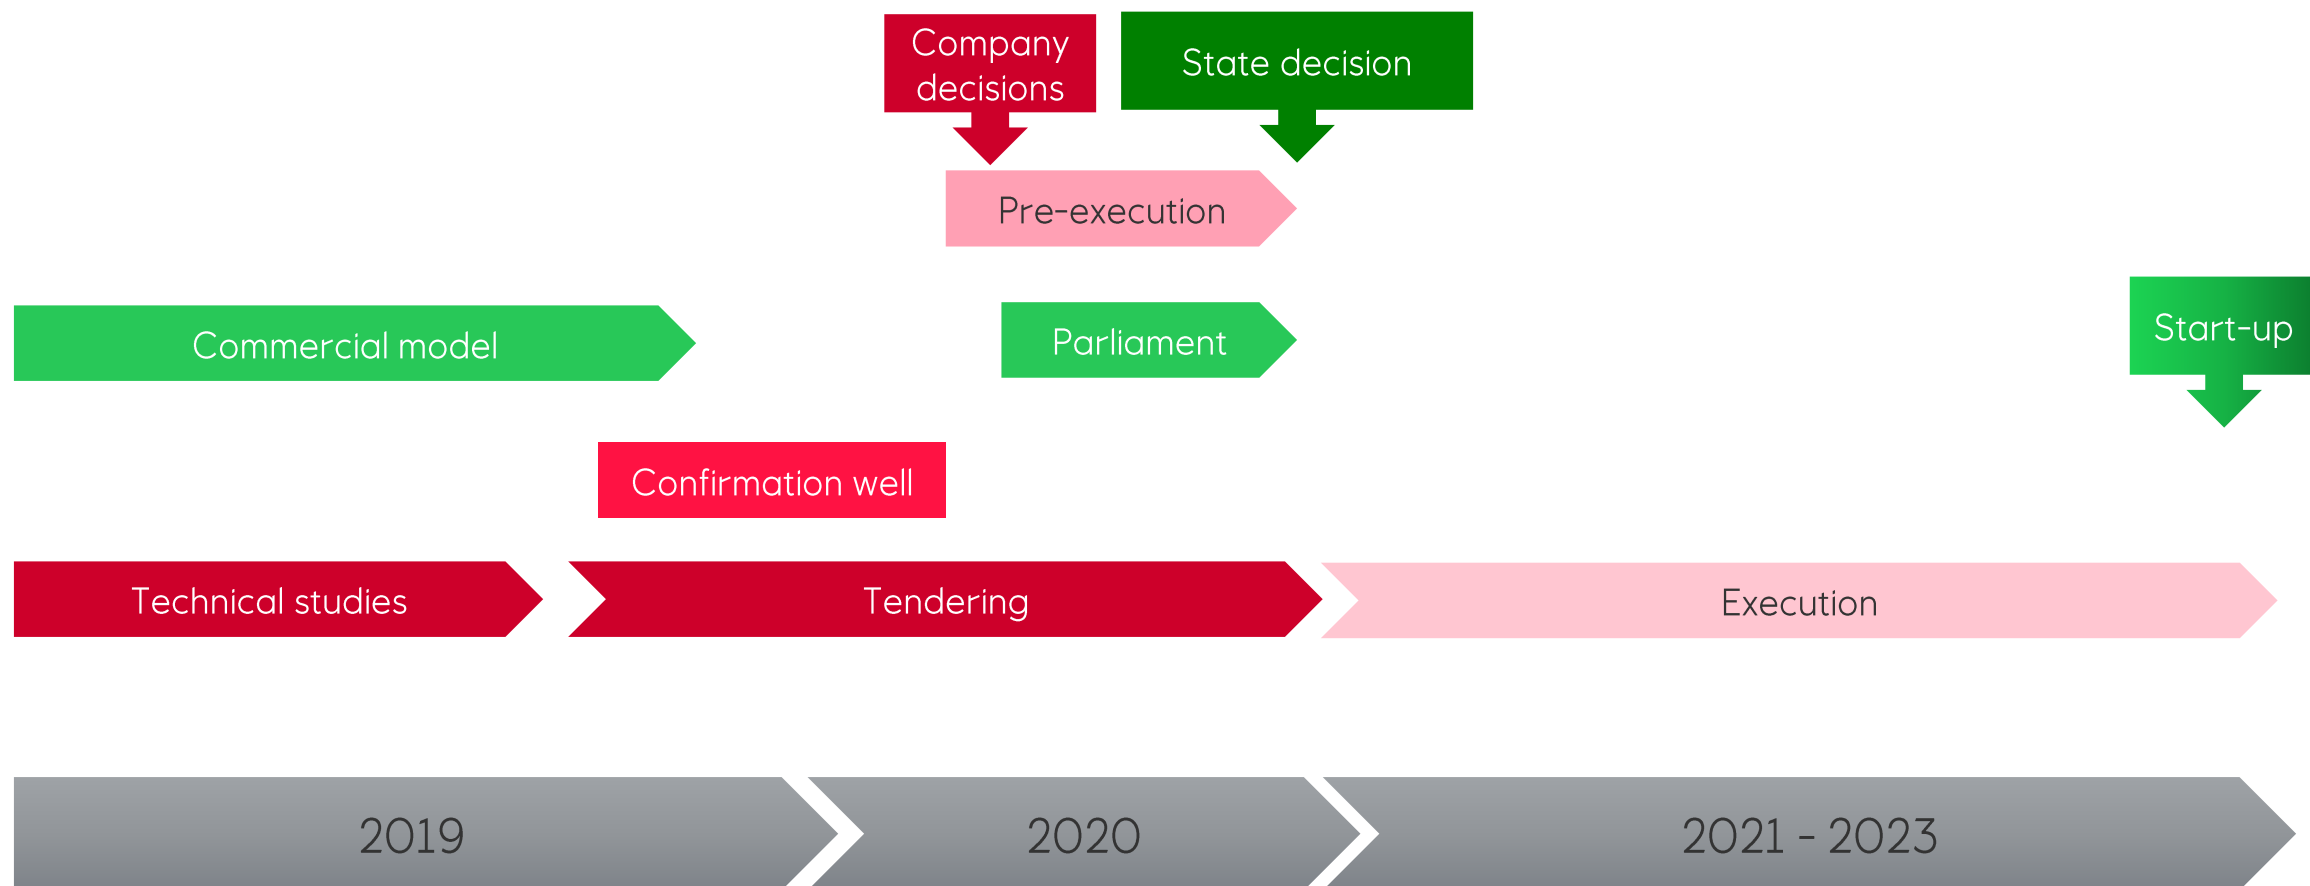 Company
decisions
State decision
Pre-execution
Commercial model
Parliament
Start-up
Confirmation well
Technical studies
Tendering
Execution
2019
2020
2021 - 2023